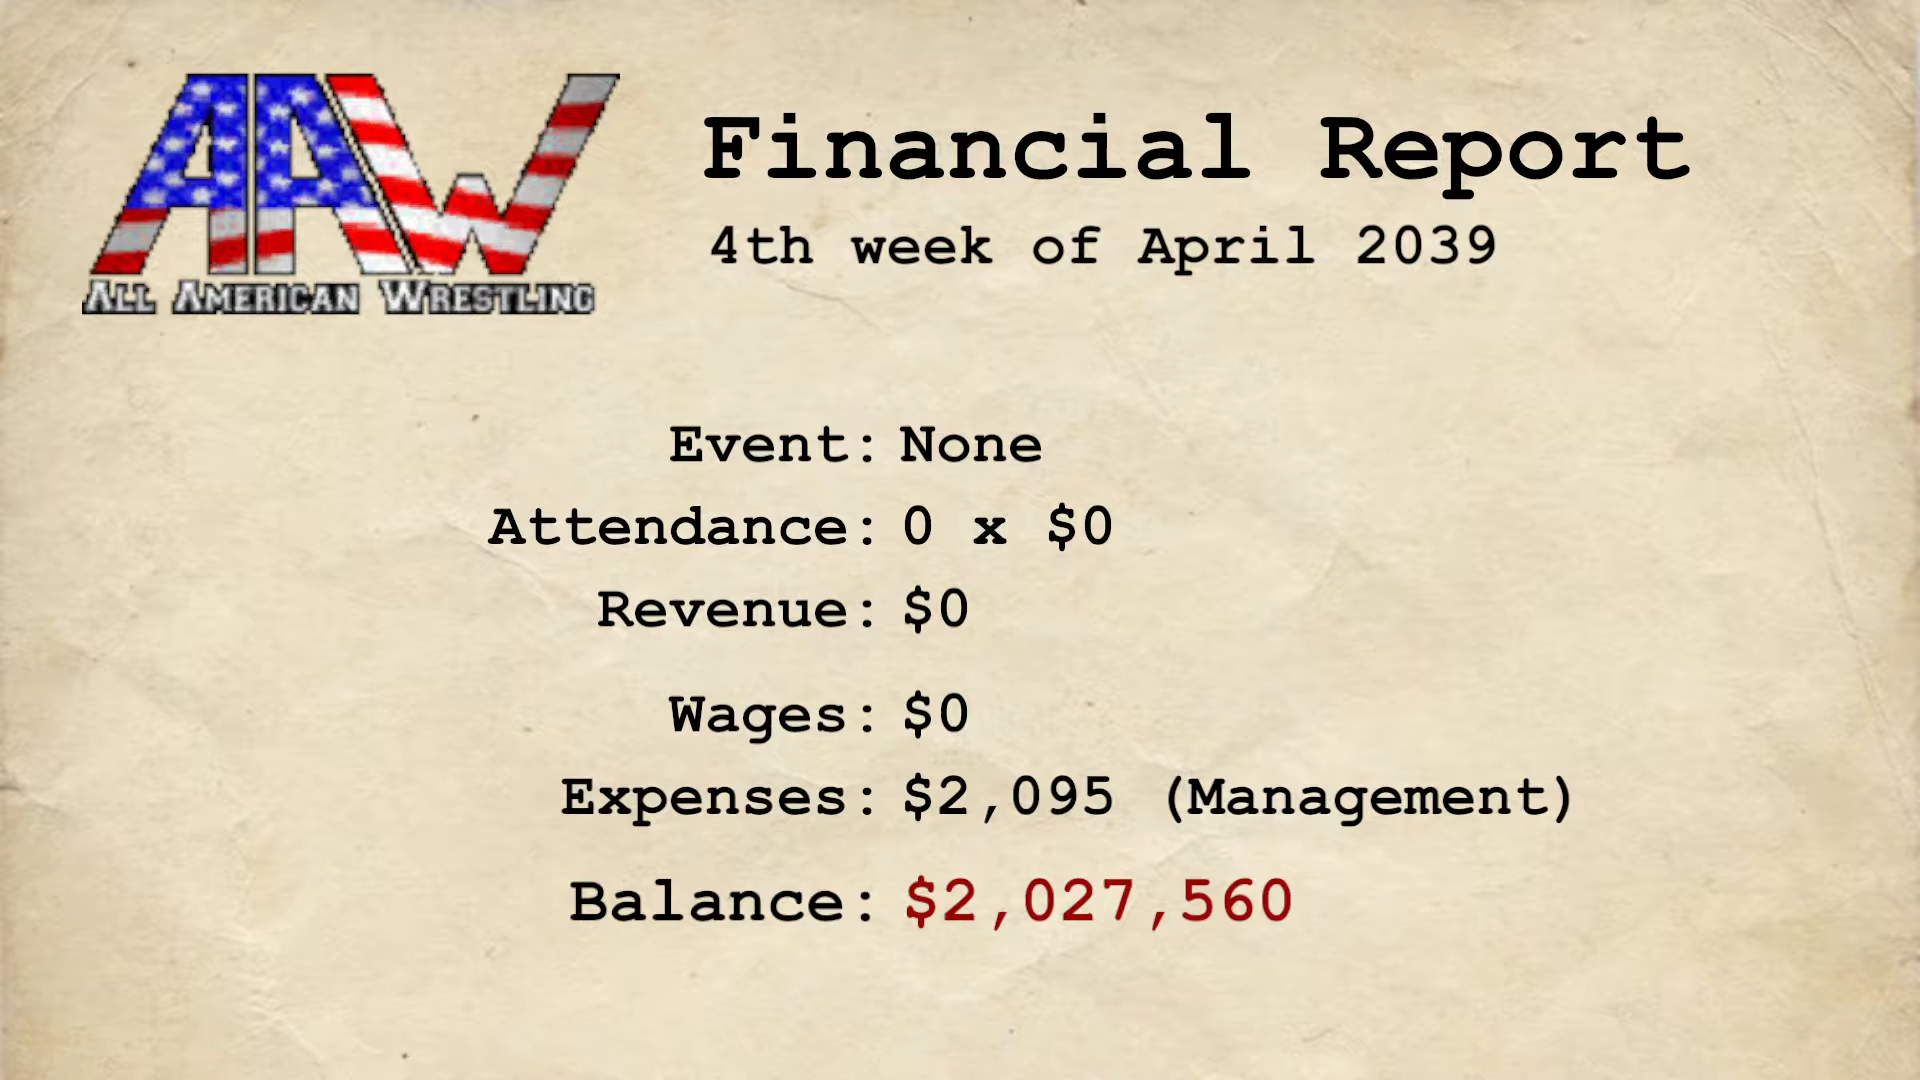 AAW
ALL AMERICAN WRESTLING
Financial Report
4th week of April 2039
Event: None
Attendance: 0 x $0
Revenue: $0
Wages: $0
Expenses: $2,095 (Management)
Balance: $2,027,560